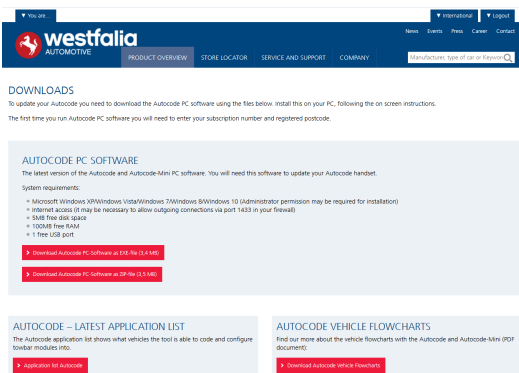 ▼ You are...
▼ International
▼ Logout
News Events Press Career Contact
westfalia
AUTOMOTIVE
PRODUCT OVERVIEW STORE LOCATOR SERVICE AND SUPPORT COMPANY
Manufacturer, type of car or Keywor
DOWNLOADS
To update your Autocode you need to download the Autocode PC software using the files below. Install this on your PC, following the on screen instructions.
The first time you run Autocode PC software you will need to enter your subscription number and registered postcode.
AUTOCODE PC SOFTWARE
The latest version of the Autocode and Autocode-Mini PC software. You will need this software to update your Autocode handset.
System requirements:
Microsoft Windows XP/Windows Vista/Windows 7/Windows 8/Windows 10 (Administrator permission may be required for installation)
Internet access (it may be necessary to allow outgoing connections via port 1433 in your firewall)
5MB free disk space
100MB free RAM
1 free USB port
Download Autocode PC-Software as EXE-file (3,4 MB)
Download Autocode PC-Software as ZIP-file (3,5 MB)
AUTOCODE – LATEST APPLICATION LIST
The Autocode application list shows what vehicles the tool is able to code and configure
towbar modules into.
Application list Autocode
AUTOCODE VEHICLE FLOWCHARTS
Find our more about the vehicle flowcharts with the Autocode and Autocode-Mini (PDF
document):
Download Autocode Vehicle Flowcharts